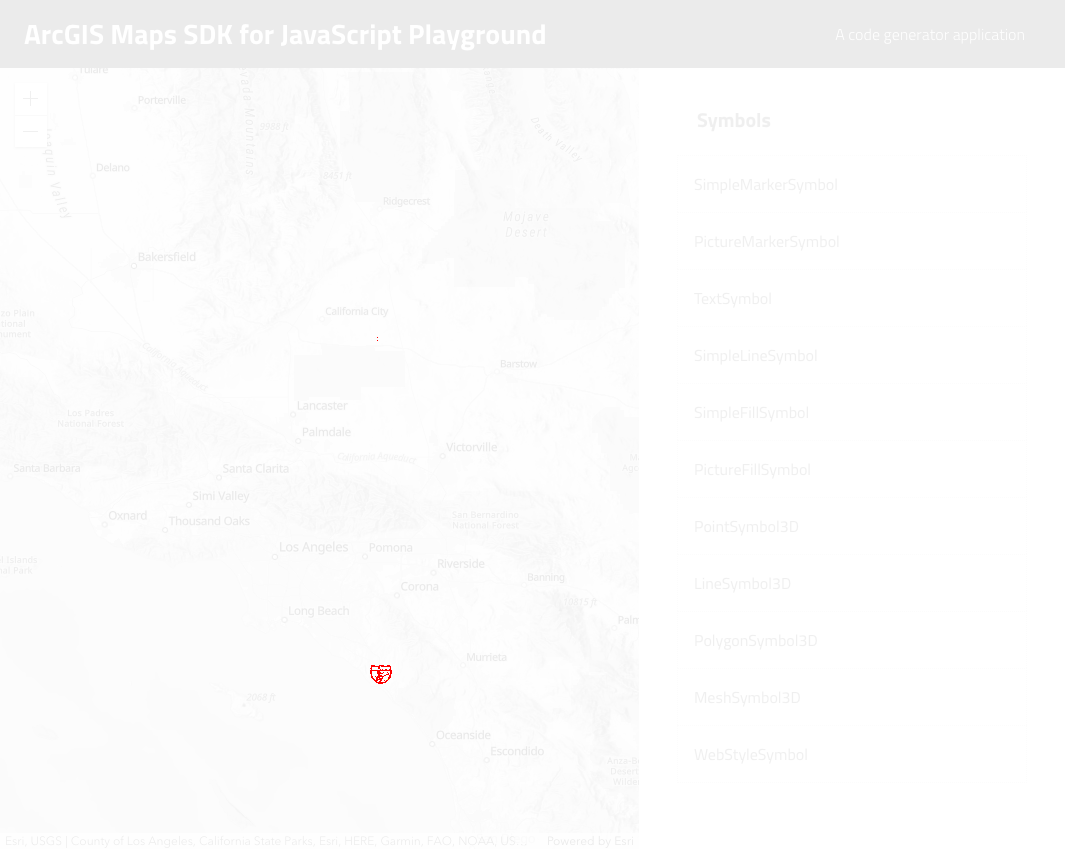 ArcGIS Maps SDK for JavaScript Playground
A code generator application
Tulare
Porterville
Delano
Death Valley
Ridgecrest
Mojave
Desert
Bakersfield
California City
Barstow
Lancaster
Palmdale
Los Padres
National Forest
Victorville
California Aqueduct
Santa Barbara
Santa Clarita
Simi Valley
Oxnard
Thousand Oaks
San Bernardino
National Forest
Los Angeles
Pomona
Riverside
Banning
Corona
Long Beach
Murrieta
Oceanside
Escondido
Esri, USGS | County of Los Angeles, California State Parks, Esri, HERE, Garmin, FAO, NOAA, US...
Powered by Esri
Symbols
SimpleMarkerSymbol
PictureMarkerSymbol
TextSymbol
SimpleLineSymbol
SimpleFillSymbol
PictureFillSymbol
PointSymbol3D
LineSymbol3D
PolygonSymbol3D
MeshSymbol3D
WebStyleSymbol